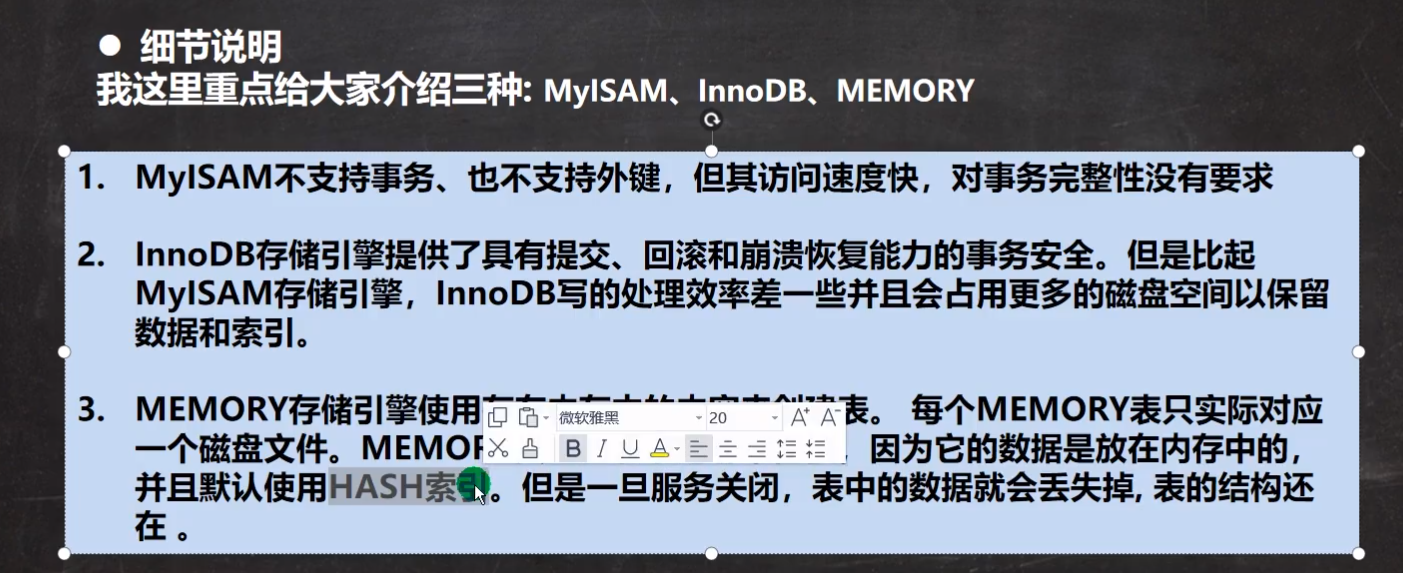 ● 细节说明
我这里重点给大家介绍三种: MyISAM、InnoDB、MEMORY
1. MyISAM不支持事务、也不支持外键，但其访问速度快，对事务完整性没有要求
2. InnoDB存储引擎提供了具有提交、回滚和崩溃恢复能力的事务安全。但是比起
MyISAM存储引擎，InnoDB写的处理效率差一些并且会占用更多的磁盘空间以保留
数据和索引。
3. MEMORY存储引擎使用 表。 每个MEMORY表只实际对应
微软雅黑 20 A+ A-
一个磁盘文件。MEMOR 因为它的数据是放在内存中的，
B I U A
并且默认使用HASH索引。但是一旦服务关闭，表中的数据就会丢失掉, 表的结构还
在 。